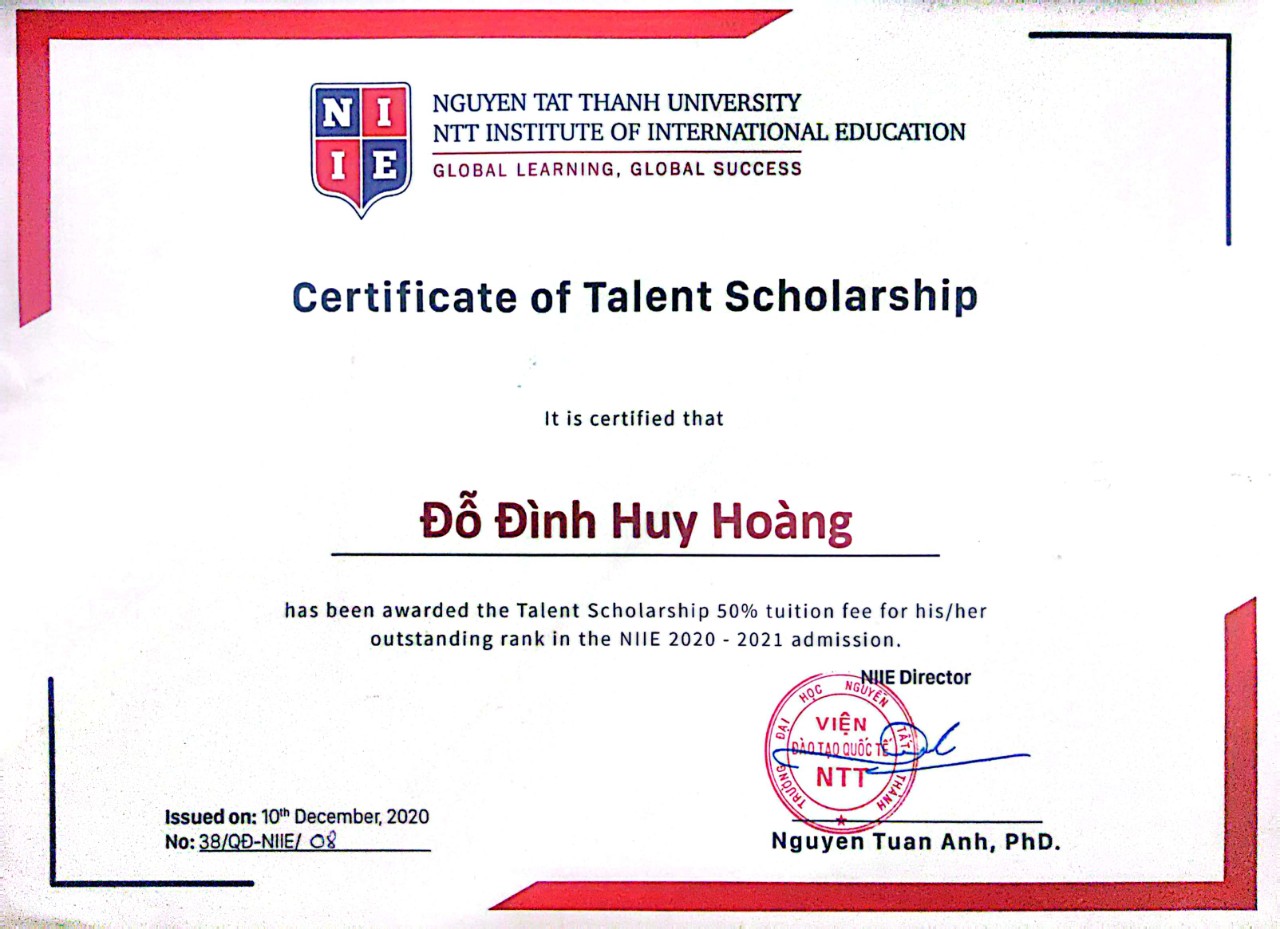 NIIE
NGUYEN TAT THANH UNIVERSITY
NTT INSTITUTE OF INTERNATIONAL EDUCATION
GLOBAL LEARNING, GLOBAL SUCCESS
Certificate of Talent Scholarship
It is certified that
Đỗ Đình Huy Hoàng
has been awarded the Talent Scholarship 50% tuition fee for his/her
outstanding rank in the NIIE 2020 - 2021 admission.
NIIE Director
TRƯỜNG ĐẠI HỌC NGUYỄN TẤT THÀNH
VIỆN
ĐÀO TẠO QUỐC TẾ
NTT
Issued on: 10th December, 2020
No: 38/QĐ-NIIE/ 08
Nguyen Tuan Anh, PhD.